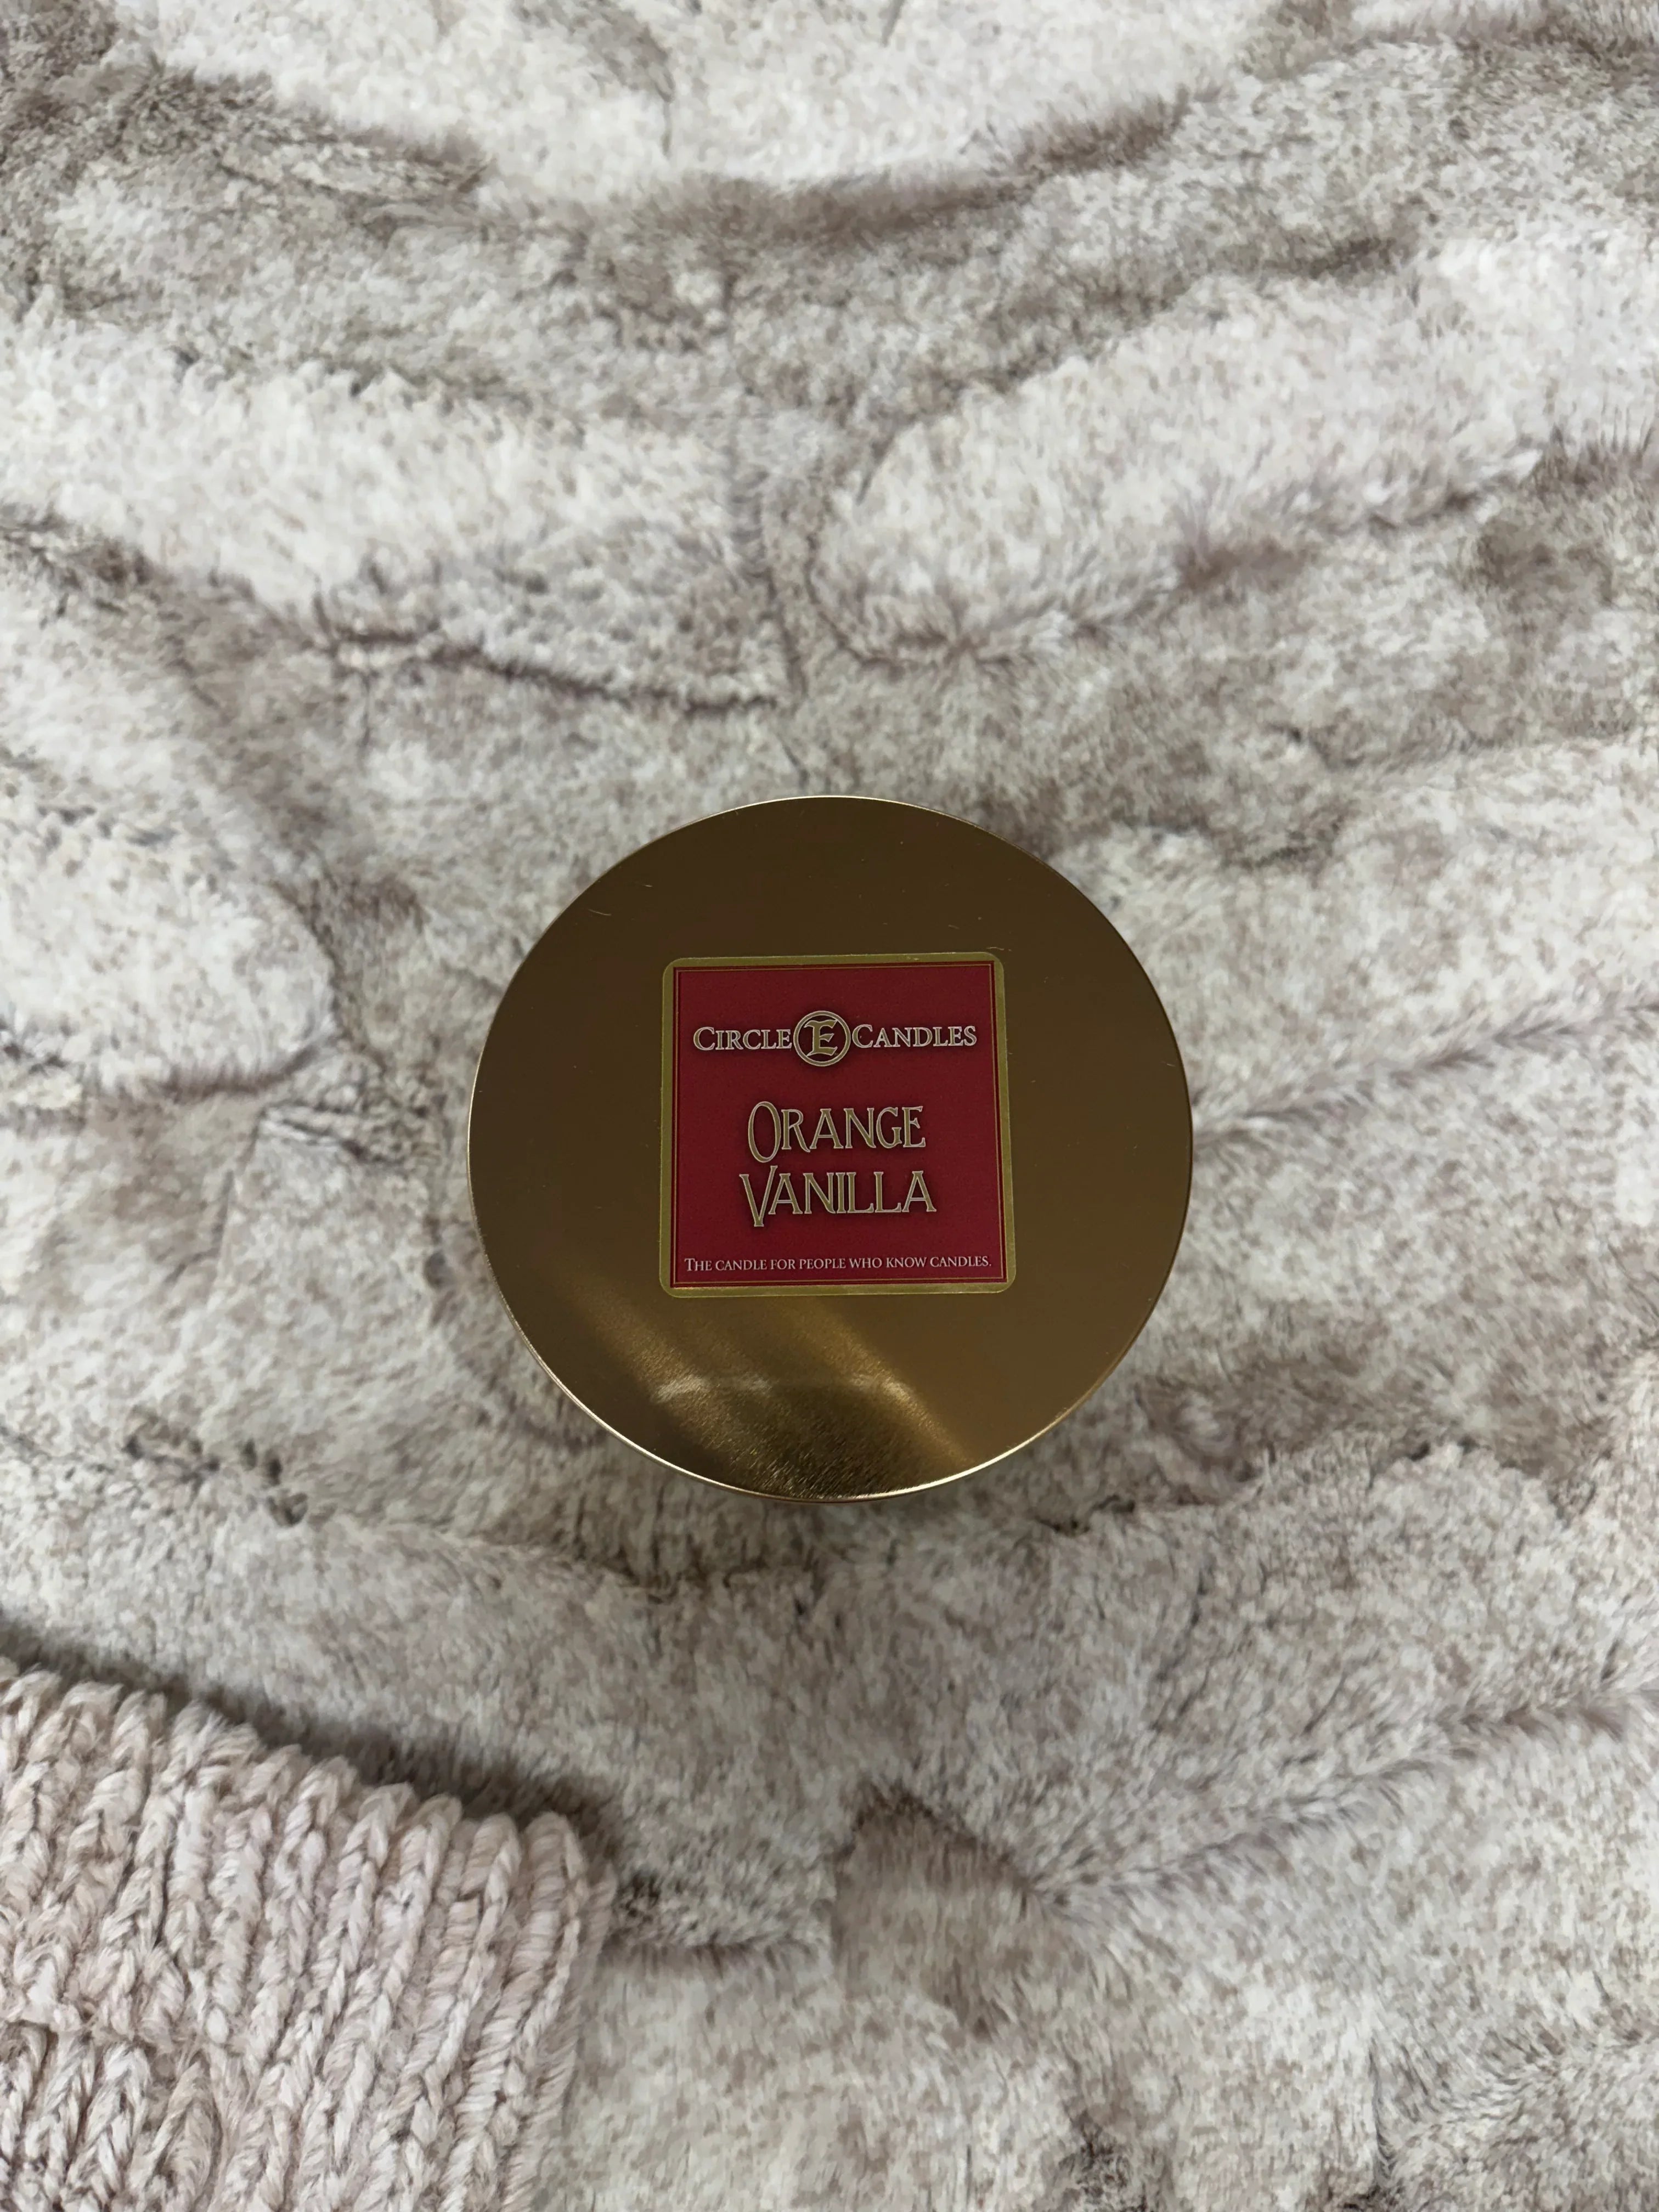 CIRCLE E CANDLES
ORANGE
VANILLA
THE CANDLE FOR PEOPLE WHO KNOW CANDLES.